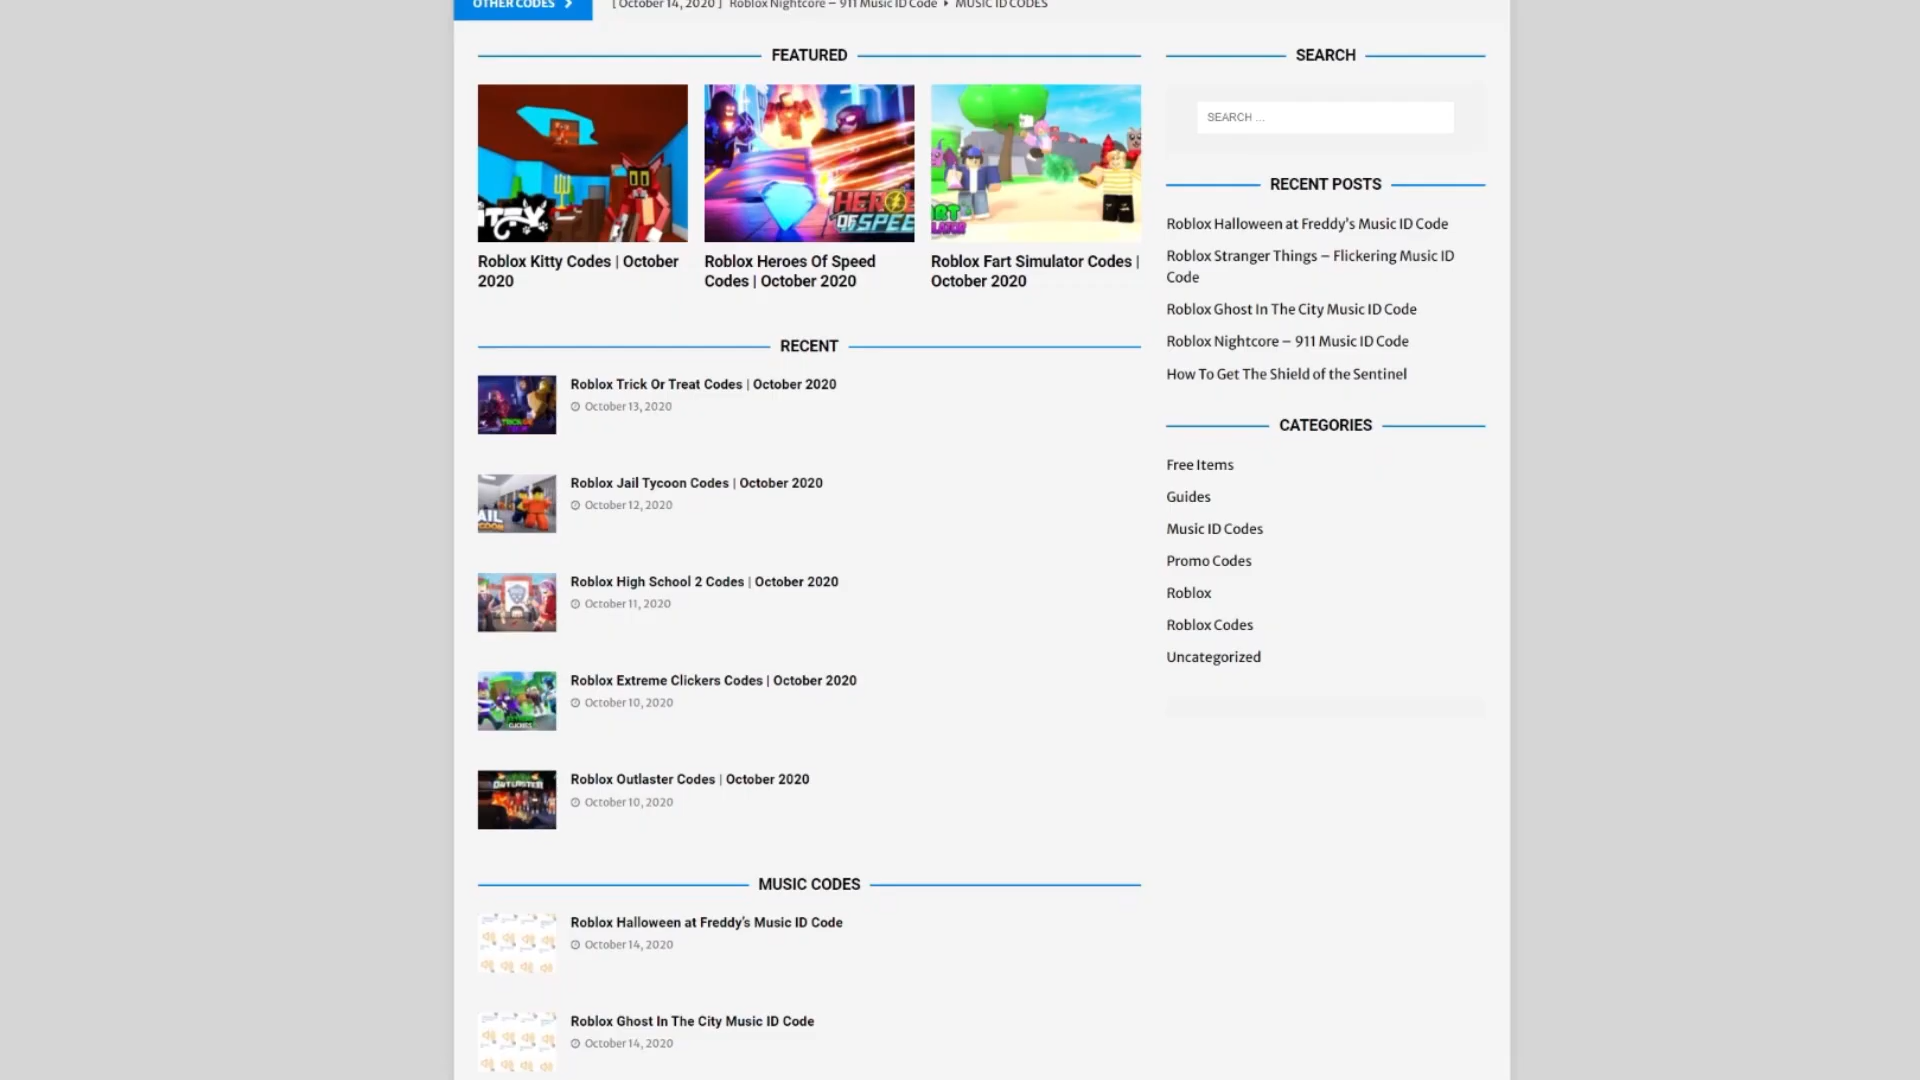 OTHER CODES
[ October 14, 2020 ] Roblox Nightcore – 911 Music ID Code MUSIC ID CODES
FEATURED
HEROES
OF SPEE
Roblox Kitty Codes | October
2020
Roblox Heroes Of Speed
Codes | October 2020
Roblox Fart Simulator Codes |
October 2020
RECENT
Roblox Trick Or Treat Codes | October 2020
October 13, 2020
AIL
Roblox Jail Tycoon Codes | October 2020
October 12, 2020
Roblox High School 2 Codes | October 2020
October 11, 2020
Roblox Extreme Clickers Codes | October 2020
October 10, 2020
OUTLASTER
Roblox Outlaster Codes | October 2020
October 10, 2020
MUSIC CODES
Roblox Halloween at Freddy’s Music ID Code
October 14, 2020
Roblox Ghost In The City Music ID Code
October 14, 2020
SEARCH
SEARCH ...
RECENT POSTS
Roblox Halloween at Freddy’s Music ID Code
Roblox Stranger Things – Flickering Music ID
Code
Roblox Ghost In The City Music ID Code
Roblox Nightcore – 911 Music ID Code
How To Get The Shield of the Sentinel
CATEGORIES
Free Items
Guides
Music ID Codes
Promo Codes
Roblox
Roblox Codes
Uncategorized